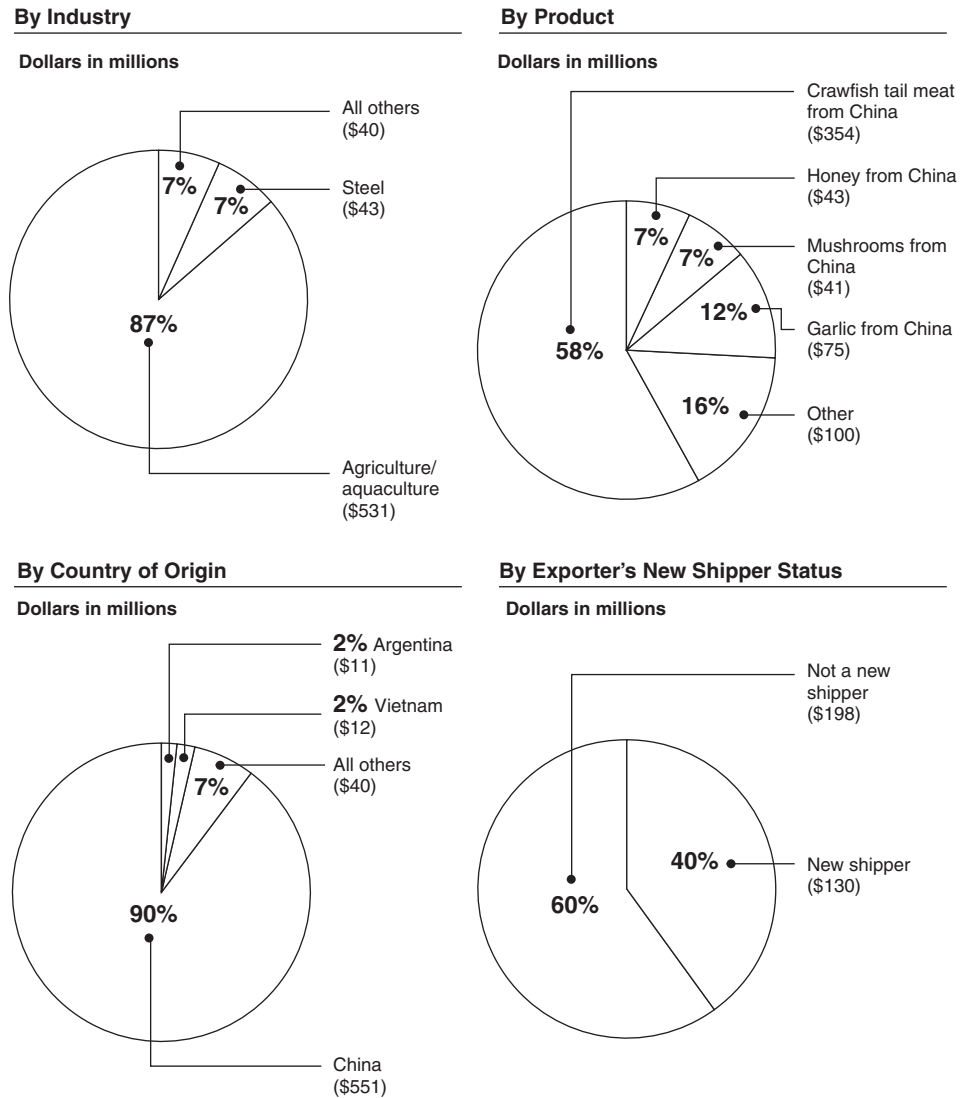 By Industry
Dollars in millions
All others
($40)
7%
Steel
($43)
7%
87%
Agriculture/
aquaculture
($531)
By Product
Dollars in millions
Crawfish tail meat
from China
($354)
Honey from China
($43)
7%
Mushrooms from
China
($41)
7%
12%
Garlic from China
($75)
58%
16%
Other
($100)
By Country of Origin
Dollars in millions
2% Argentina
($11)
2% Vietnam
($12)
All others
($40)
7%
90%
China
($551)
By Exporter's New Shipper Status
Dollars in millions
Not a new
shipper
($198)
40%
New shipper
($130)
60%